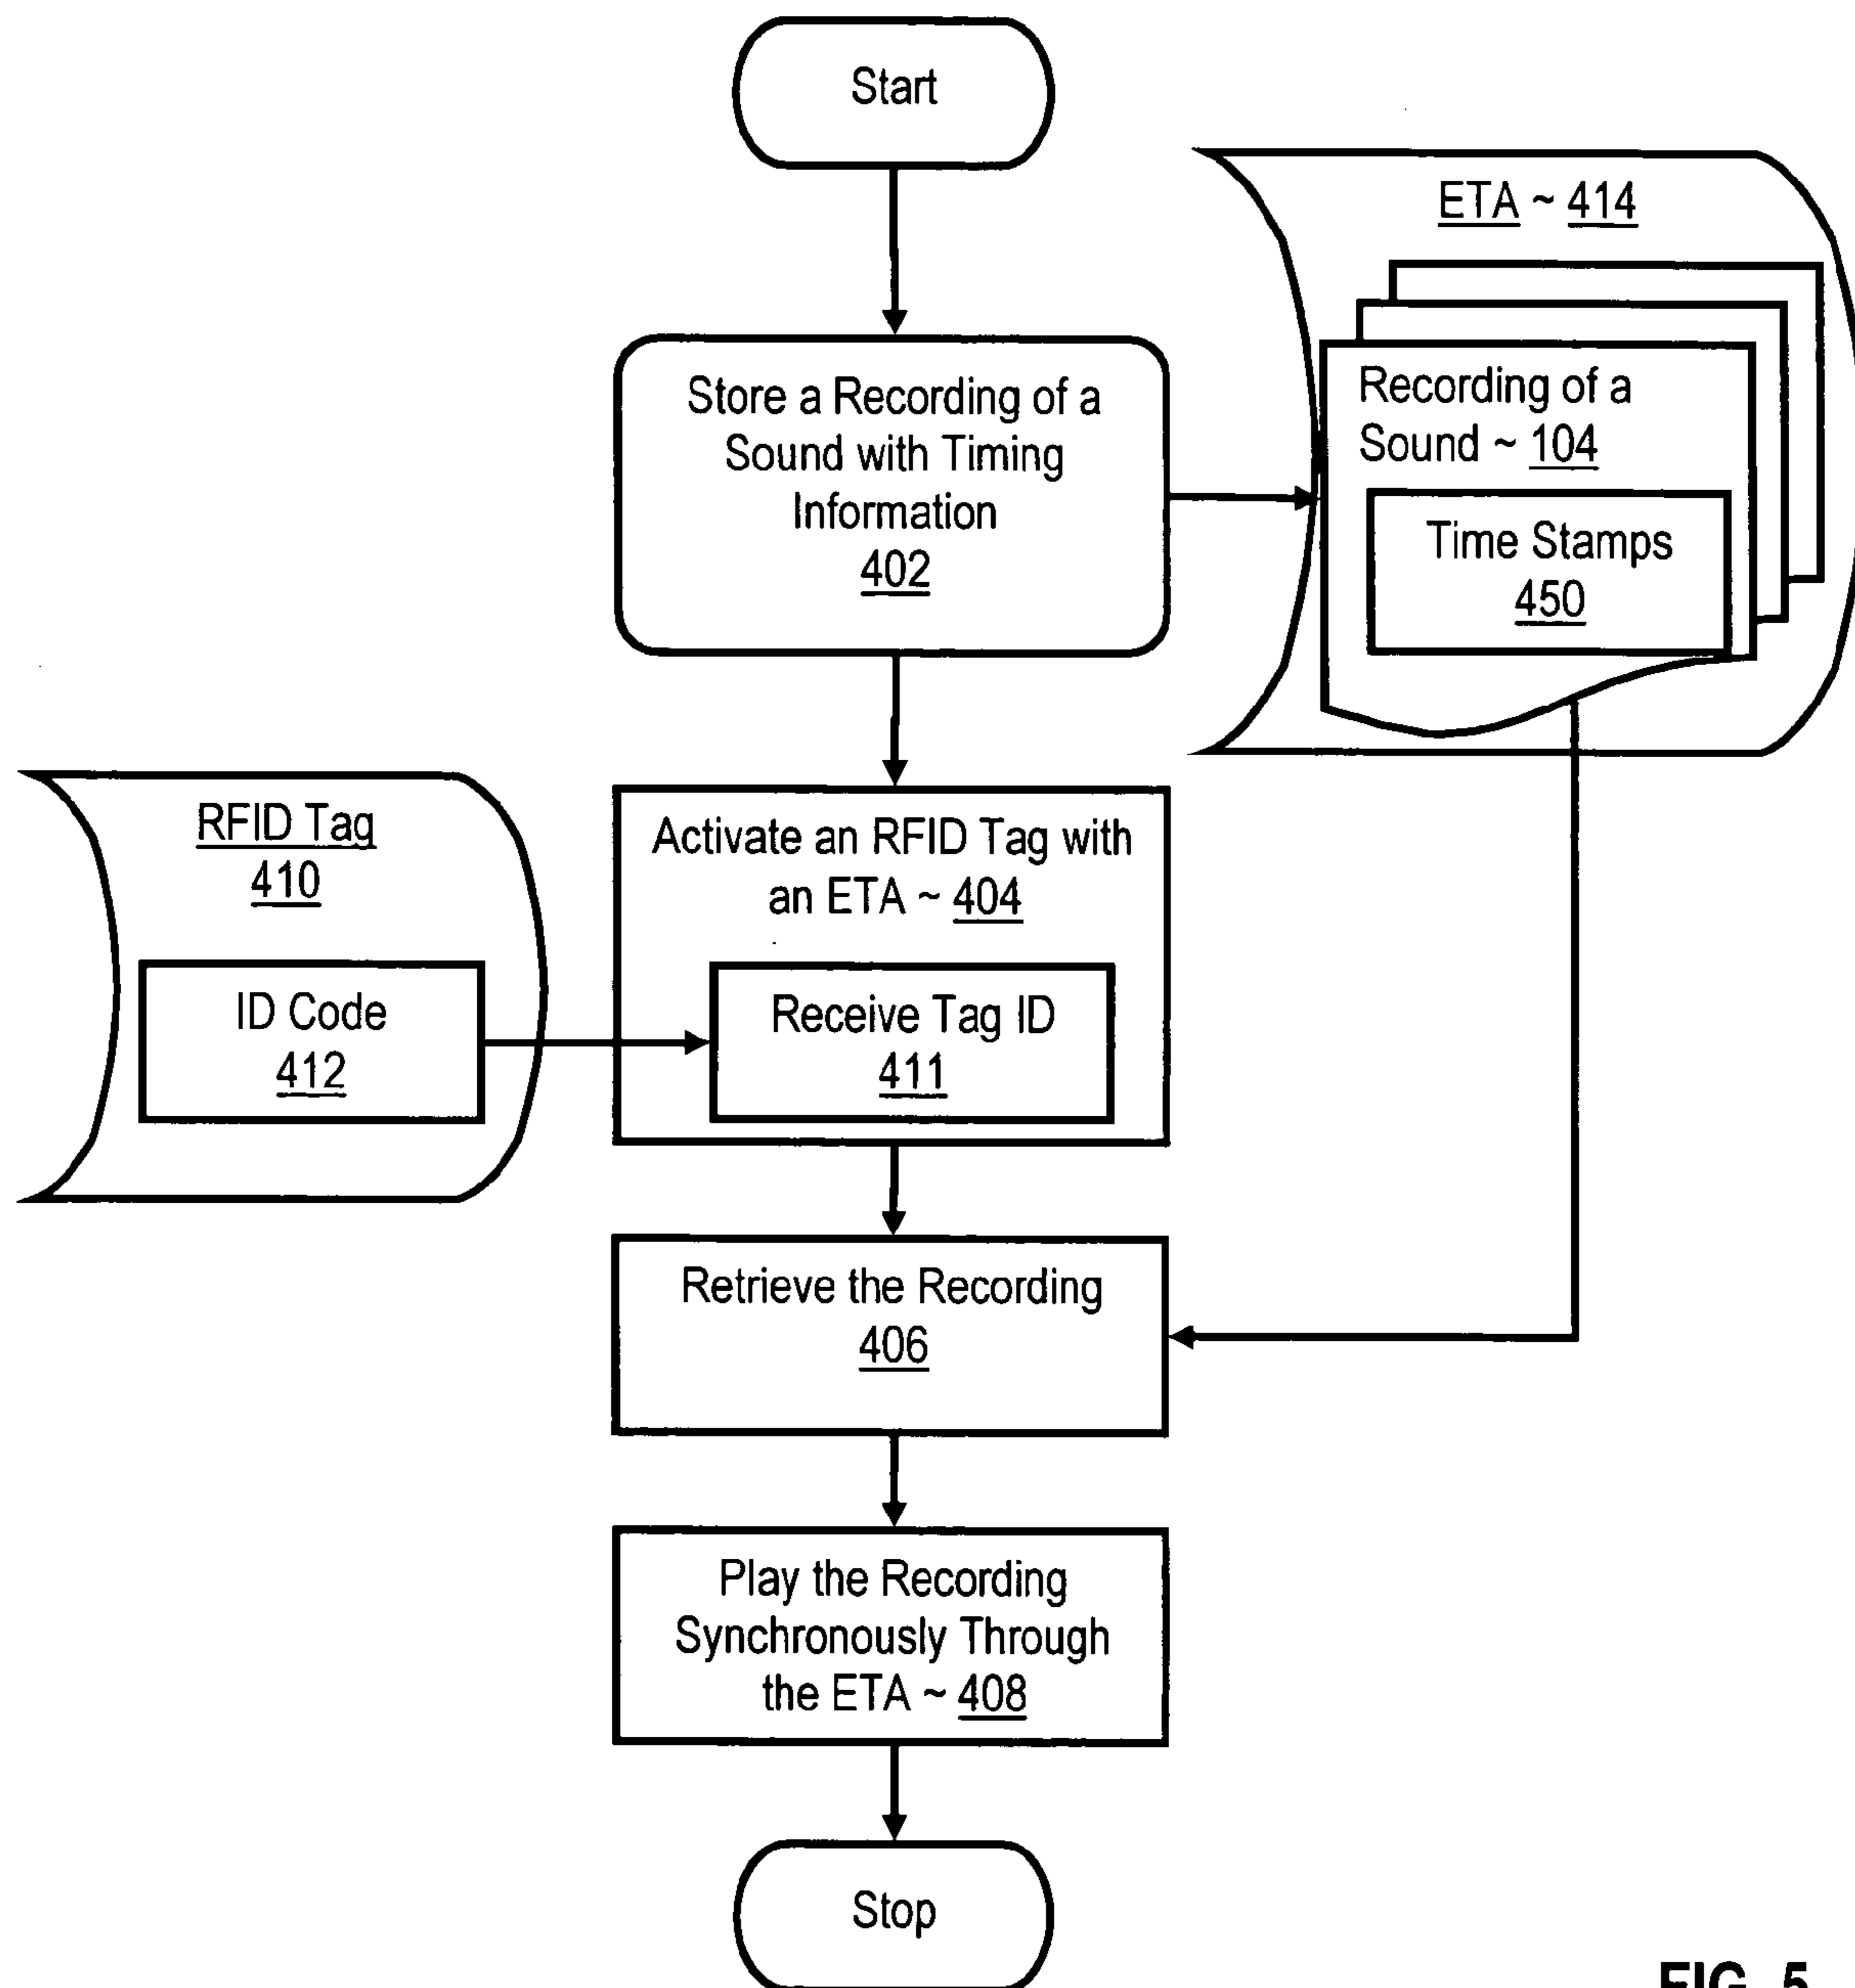 Start
ETA ~ 414
Recording of a
Sound ~ 104
Time Stamps
450
Store a Recording of a
Sound with Timing
Information
402
RFID Tag
410
ID Code
412
Activate an RFID Tag with
an ETA ~ 404
Receive Tag ID
411
Retrieve the Recording
406
Play the Recording
Synchronously Through
the ETA ~ 408
Stop
FIG. 5